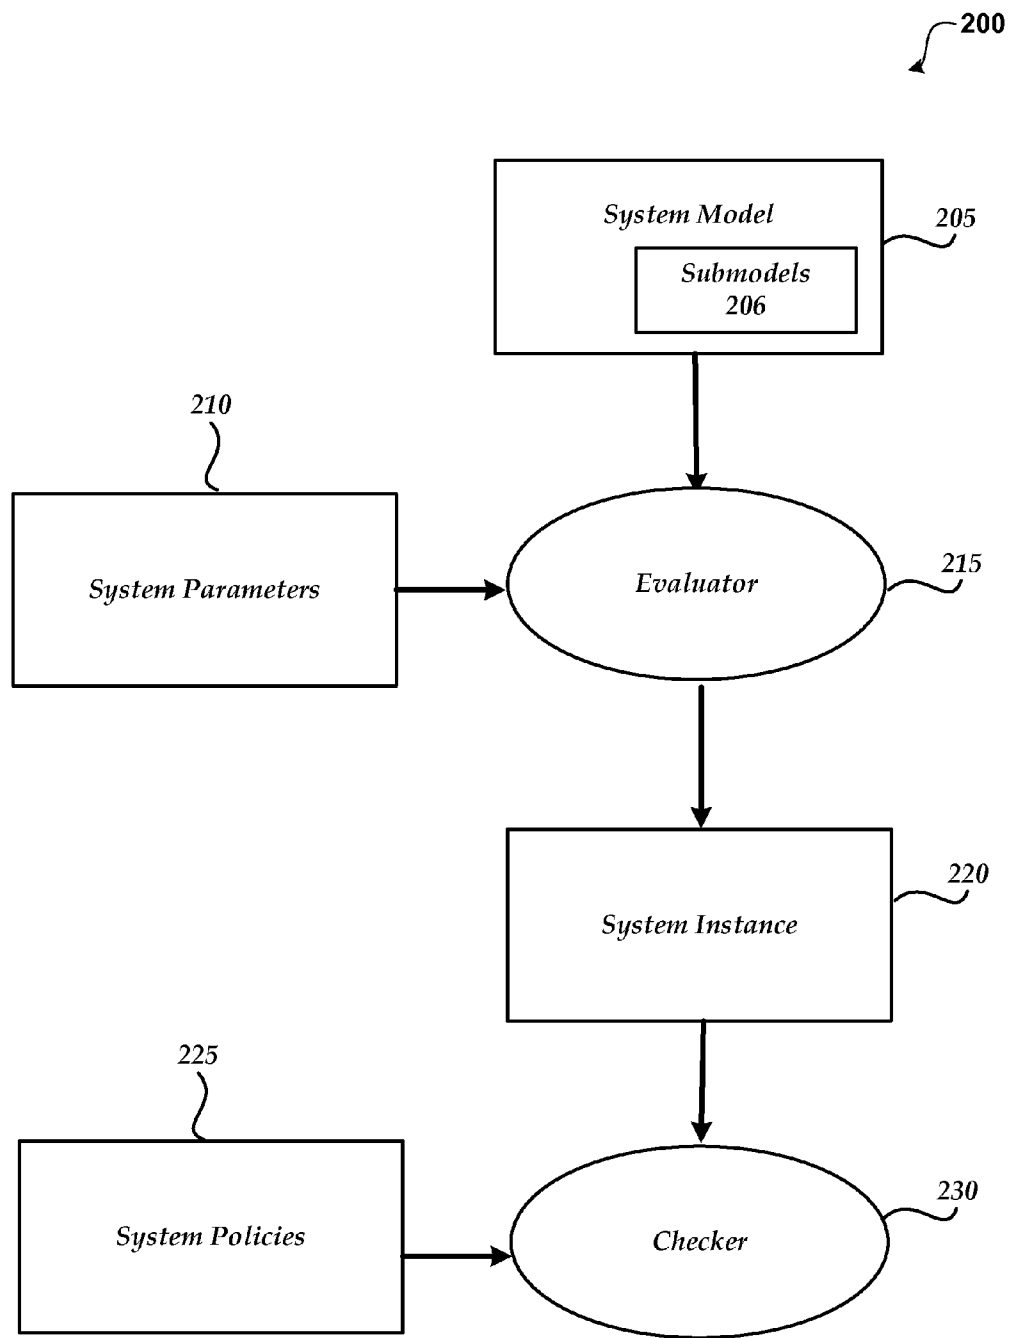 200
System Model
205
Submodels
206
210
System Parameters
Evaluator
215
220
System Instance
225
System Policies
230
Checker